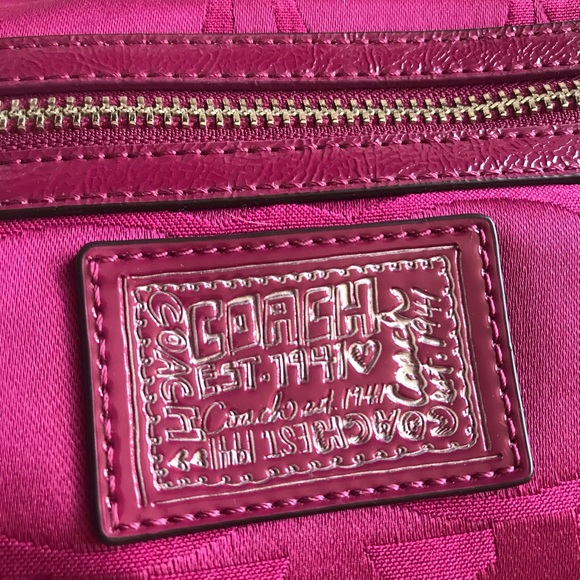 COACH
EST. 1941♡
Coach est. 1941
COACH EST 1941
COACH
Coach
est. 1941